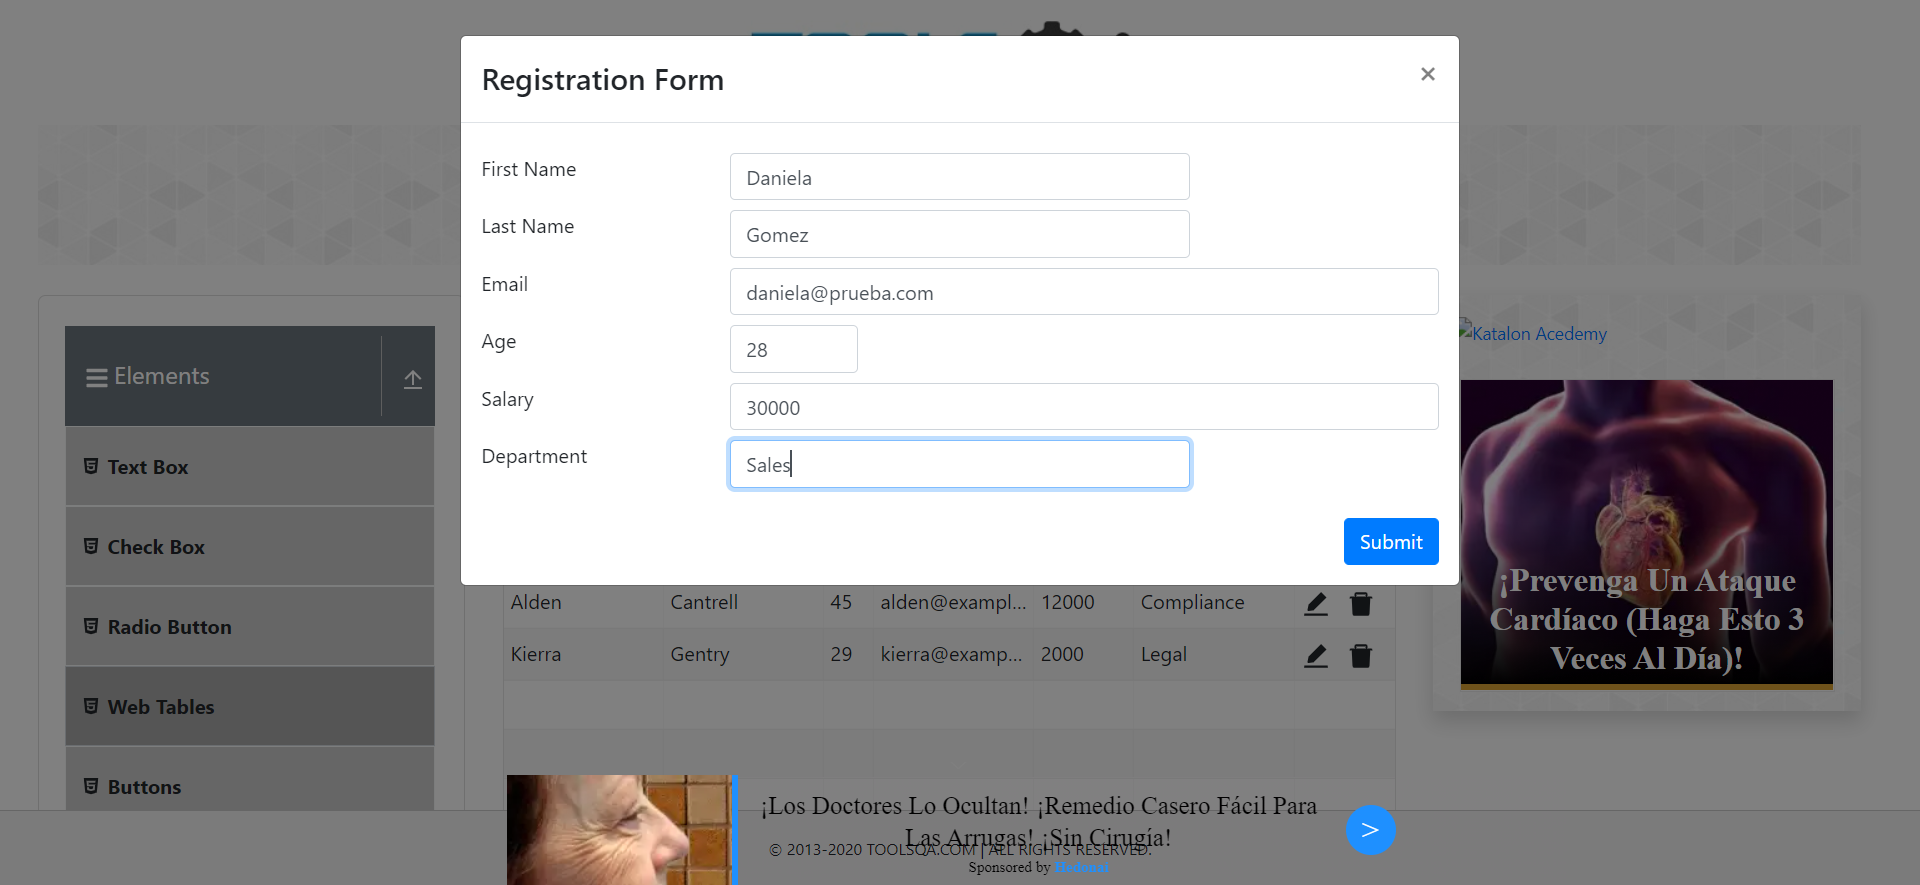 Registration Form
×
First Name
Daniela
Last Name
Gomez
Email
daniela@prueba.com
Age
28
Salary
30000
Department
Sales
Submit
Elements
Text Box
Check Box
Radio Button
Web Tables
Buttons
Alden Cantrell 45 alden@exampl... 12000 Compliance
Kierra Gentry 29 kierra@examp... 2000 Legal
Katalon Acedemy
¡Prevenga Un Ataque
Cardíaco (Haga Esto 3
Veces Al Día)!
¡Los Doctores Lo Ocultan! ¡Remedio Casero Fácil Para
Las Arrugas! ¡Sin Cirugía!
>
© 2013-2020 TOOLSQA.COM | ALL RIGHTS RESERVED.
Sponsored by